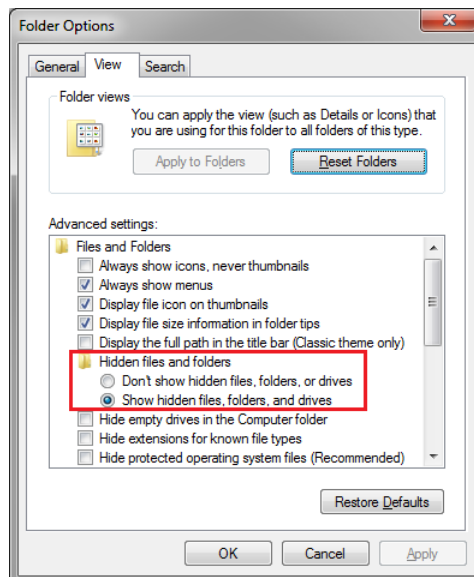 Folder Options
General View Search
Folder views
You can apply the view (such as Details or Icons) that
you are using for this folder to all folders of this type.
Apply to Folders Reset Folders
Advanced settings:
Files and Folders
Always show icons, never thumbnails
Always show menus
Display file icon on thumbnails
Display file size information in folder tips
Display the full path in the title bar (Classic theme only)
Hidden files and folders
Don't show hidden files, folders, or drives
Show hidden files, folders, and drives
Hide empty drives in the Computer folder
Hide extensions for known file types
Hide protected operating system files (Recommended)
Restore Defaults
OK Cancel Apply